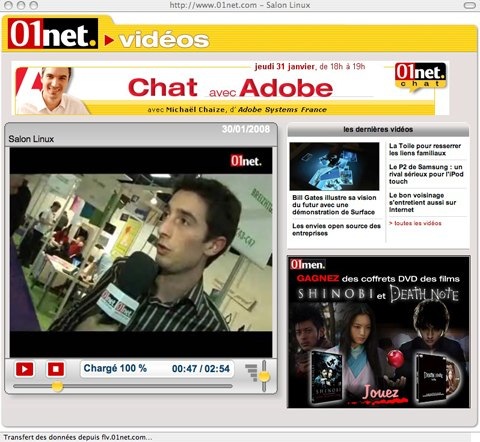 http://www.01net.com – Salon Linux
01net. vidéos
jeudi 31 janvier, de 18h à 19h
Chat avec Adobe
01net.
chat
avec Michaël Chaize, d'Adobe Systems France
30/01/2008
Salon Linux
01net.
01net.
Chargé 100 %
00:47 / 02:54
les dernières vidéos
Bill Gates illustre sa vision
du futur avec une
démonstration de Surface
Les envies open source des
entreprises
La Toile pour resserrer
les liens familiaux
Le P2 de Samsung : un
rival sérieux pour l'iPod
touch
Le bon voisinage
s'entretient aussi sur
Internet
> toutes les vidéos
01men.
GAGNEZ des coffrets DVD des films
SHINOBI et DEATH NOTE
Jouez
Transfert des données depuis flv.01net.com...